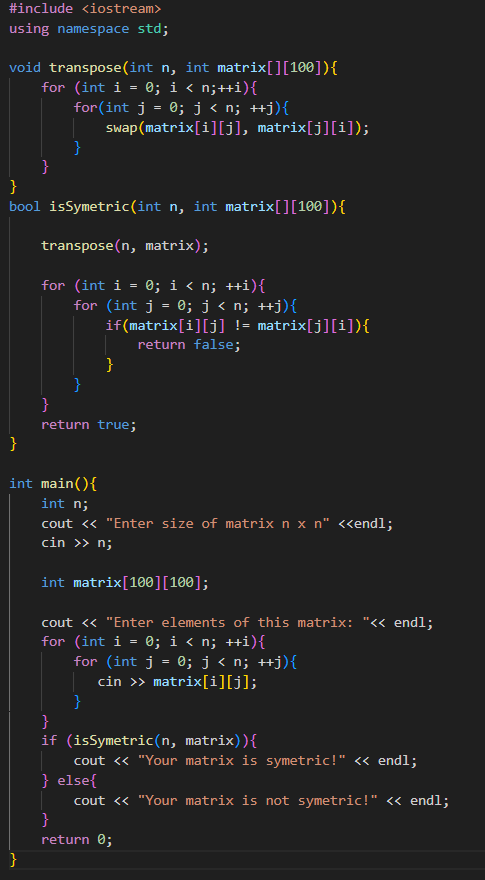 #include <iostream>
using namespace std;

void transpose(int n, int matrix[][100]){
    for (int i = 0; i < n;++i){
        for(int j = 0; j < n; ++j){
            swap(matrix[i][j], matrix[j][i]);
        }
    }
}
bool isSymetric(int n, int matrix[][100]){

    transpose(n, matrix);

    for (int i = 0; i < n; ++i){
        for (int j = 0; j < n; ++j){
            if(matrix[i][j] != matrix[j][i]){
                return false;
            }
        }
    }
    return true;
}

int main(){
    int n;
    cout << "Enter size of matrix n x n" <<endl;
    cin >> n;

    int matrix[100][100];

    cout << "Enter elements of this matrix: "<< endl;
    for (int i = 0; i < n; ++i){
        for (int j = 0; j < n; ++j){
           cin >> matrix[i][j];
        }
    }
    if (isSymetric(n, matrix)){
        cout << "Your matrix is symetric!" << endl;
    } else{
        cout << "Your matrix is not symetric!" << endl;
    }
    return 0;
}